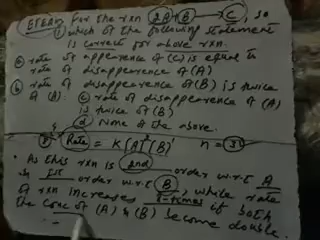 for the rxn 2A + B → C, so
① which of the following statement
is correct for above rxn.
ⓐ rate of appearence of (C) is equal to
rate of disappearence of (A)
ⓑ rate of disappearence of (B) is twice
of (A). ⓒ rate of disappearence of (A)
is twice of (B)
ⓓ None of the above.
Rate = K[A]²[B]¹ n = 3
• As this rxn is 2nd order w.r.t A
& 1st order w.r.t B, while rate
of rxn increases 8-times if both
the conc of (A) & (B) become double.